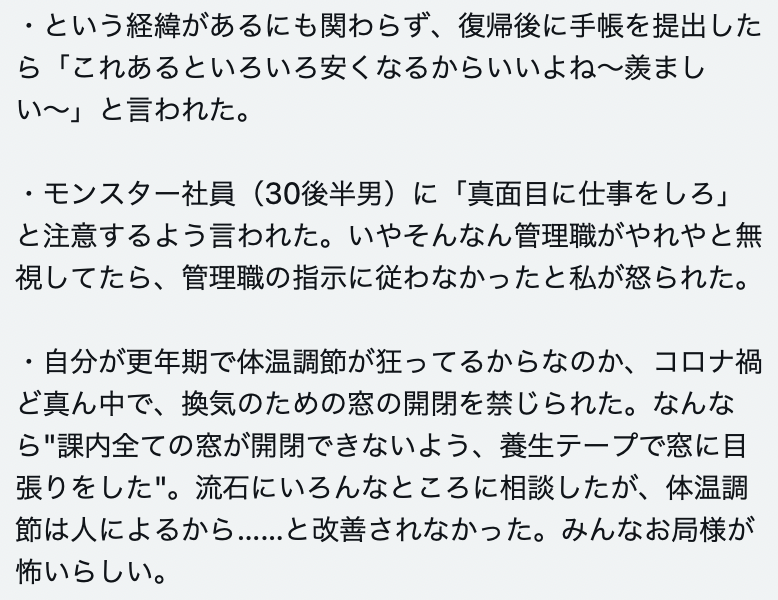 ・という経緯があるにも関わらず、復帰後に手帳を提出した
ら「これあるといろいろ安くなるからいいよね〜羨まし
い〜」と言われた。
・モンスター社員（30後半男）に「真面目に仕事をしろ」
と注意するよう言われた。いやそんなん管理職がやれやと無
視してたら、管理職の指示に従わなかったと私が怒られた。
・自分が更年期で体温調節が狂ってるからなのか、コロナ禍
ど真ん中で、換気のための窓の開閉を禁じられた。なんな
ら"課内全ての窓が開閉できないよう、養生テープで窓に目
張りをした"。流石にいろんなところに相談したが、体温調
節は人によるから……と改善されなかった。みんなお局様が
怖いらしい。